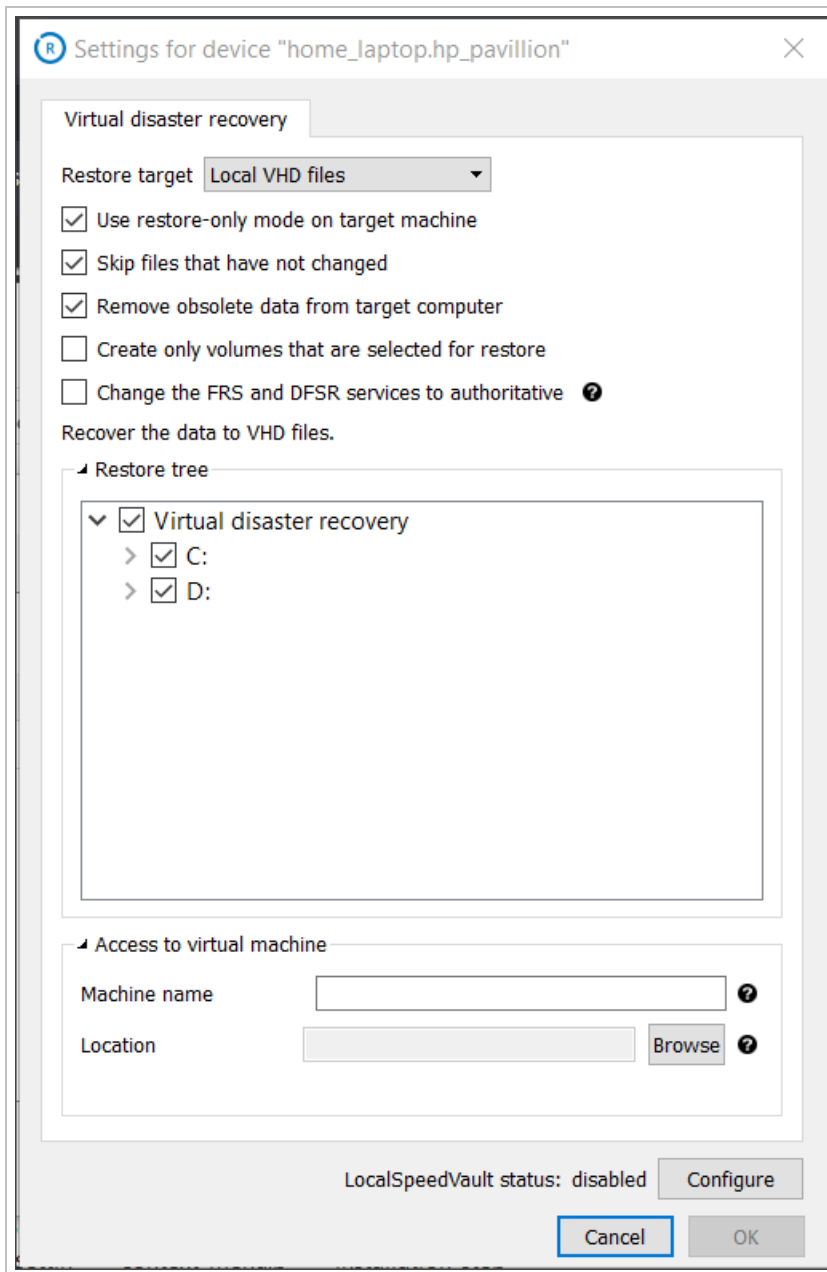 R Settings for device "home_laptop.hp_pavillion"
Virtual disaster recovery
Restore target Local VHD files
Use restore-only mode on target machine
Skip files that have not changed
Remove obsolete data from target computer
Create only volumes that are selected for restore
Change the FRS and DFSR services to authoritative ?
Recover the data to VHD files.
Restore tree
Virtual disaster recovery
C:
D:
Access to virtual machine
Machine name ?
Location Browse ?
LocalSpeedVault status: disabled Configure
Cancel OK